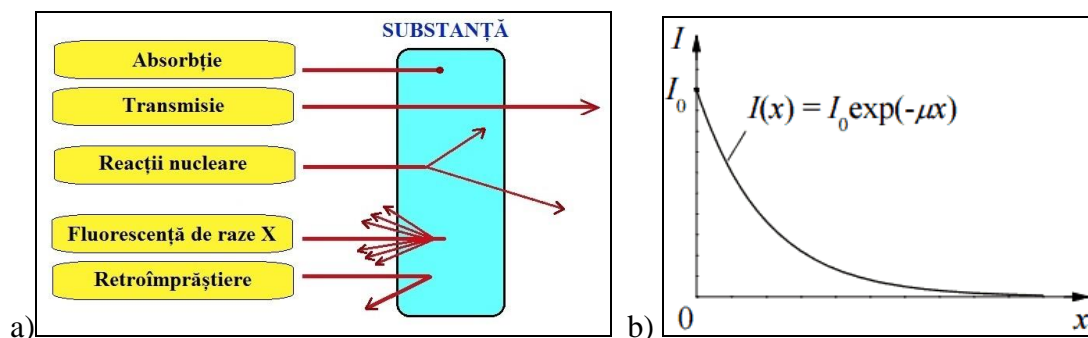 SUBSTANȚĂ
Absorbție
Transmisie
Reacții nucleare
Fluorescență de raze X
Retroîmprăștiere
a)
I
I₀
I(x) = I₀exp(-μx)
0
x
b)